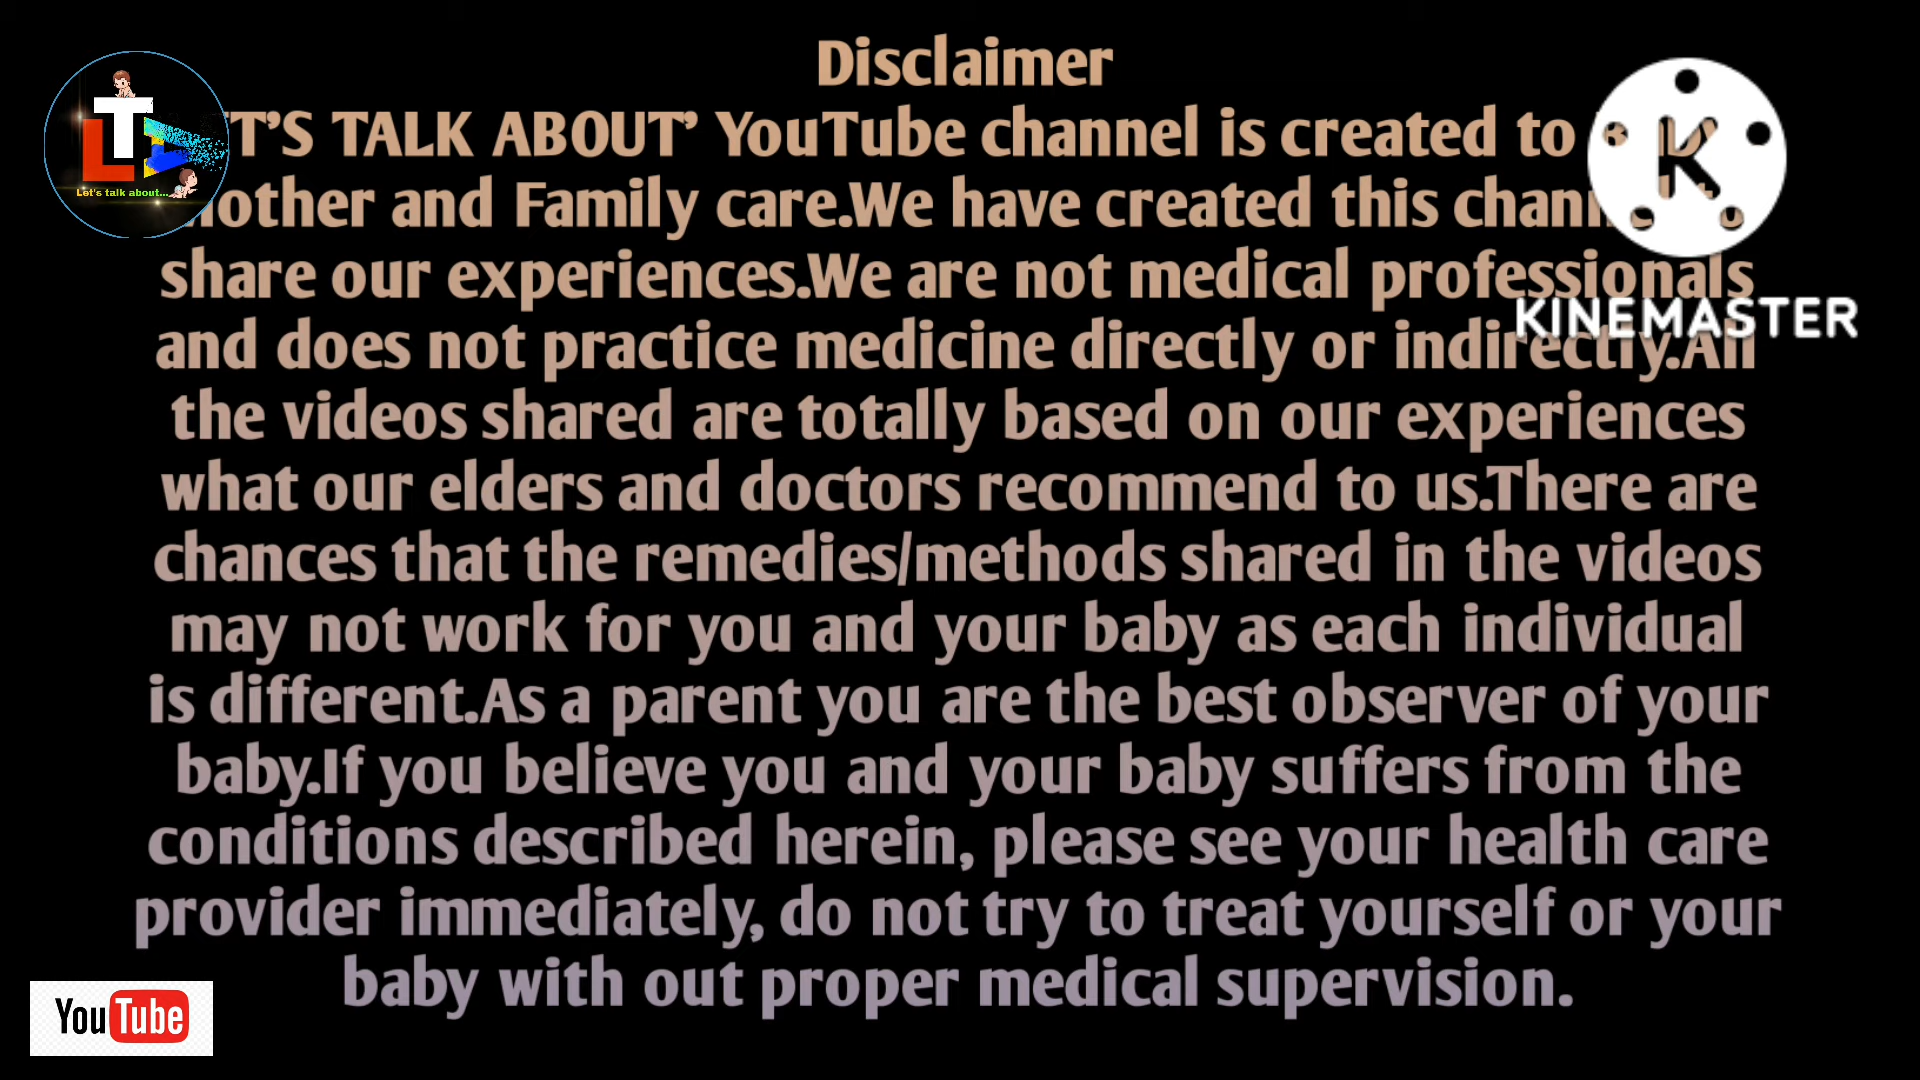 Disclaimer
T'S TALK ABOUT' YouTube channel is created to
other and Family care.We have created this
share our experiences.We are not medical professionals
and does not practice medicine directly or indirectly.All
the videos shared are totally based on our experiences
what our elders and doctors recommend to us.There are
chances that the remedies/methods shared in the videos
may not work for you and your baby as each individual
is different.As a parent you are the best observer of your
baby.If you believe you and your baby suffers from the
conditions described herein, please see your health care
provider immediately, do not try to treat yourself or your
baby with out proper medical supervision.
LT
Let's talk about...
K
KINEMASTER
YouTube